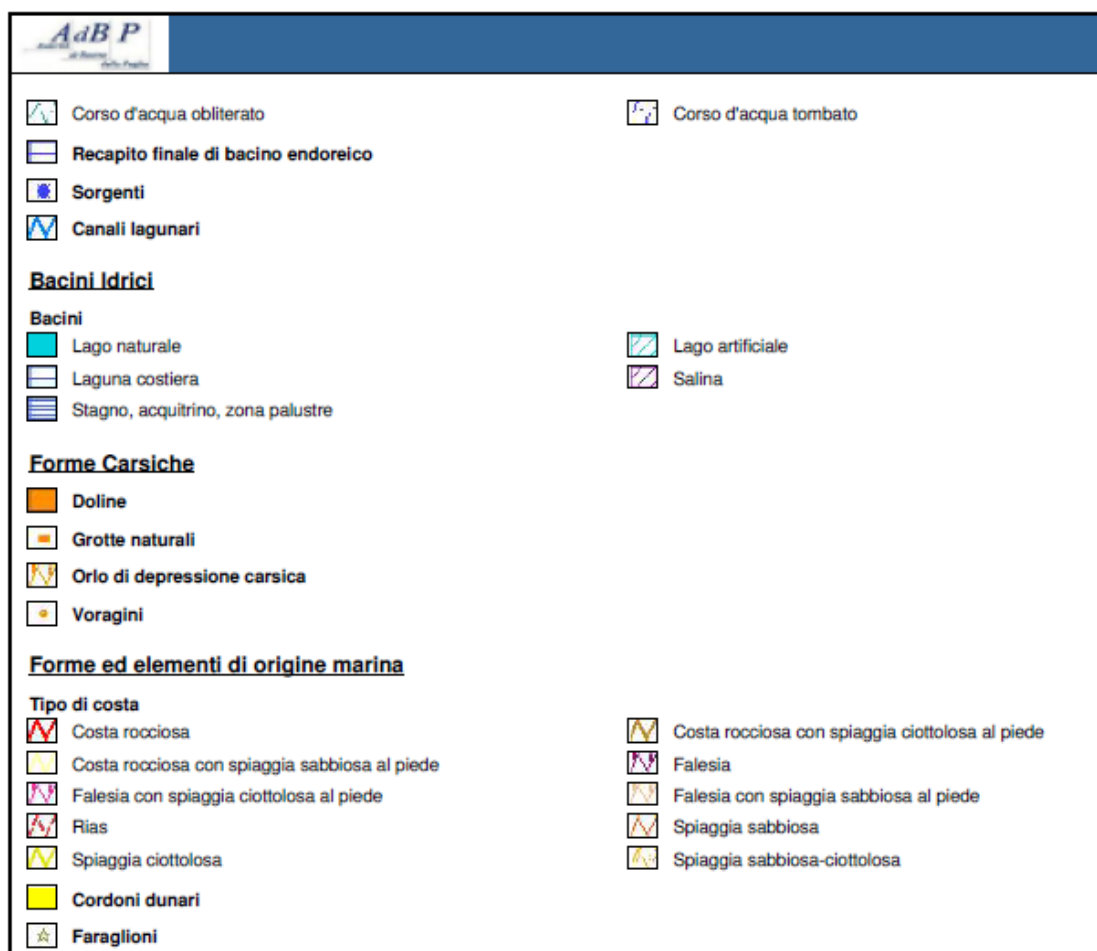 AdB P
Corso d'acqua obliterato
Corso d'acqua tombato
Recapito finale di bacino endoreico
Sorgenti
Canali lagunari
Bacini Idrici
Bacini
Lago naturale
Lago artificiale
Laguna costiera
Salina
Stagno, acquitrino, zona palustre
Forme Carsiche
Doline
Grotte naturali
Orlo di depressione carsica
Voragini
Forme ed elementi di origine marina
Tipo di costa
Costa rocciosa
Costa rocciosa con spiaggia ciottolosa al piede
Costa rocciosa con spiaggia sabbiosa al piede
Falesia
Falesia con spiaggia ciottolosa al piede
Falesia con spiaggia sabbiosa al piede
Rias
Spiaggia sabbiosa
Spiaggia ciottolosa
Spiaggia sabbiosa-ciottolosa
Cordoni dunari
Faraglioni